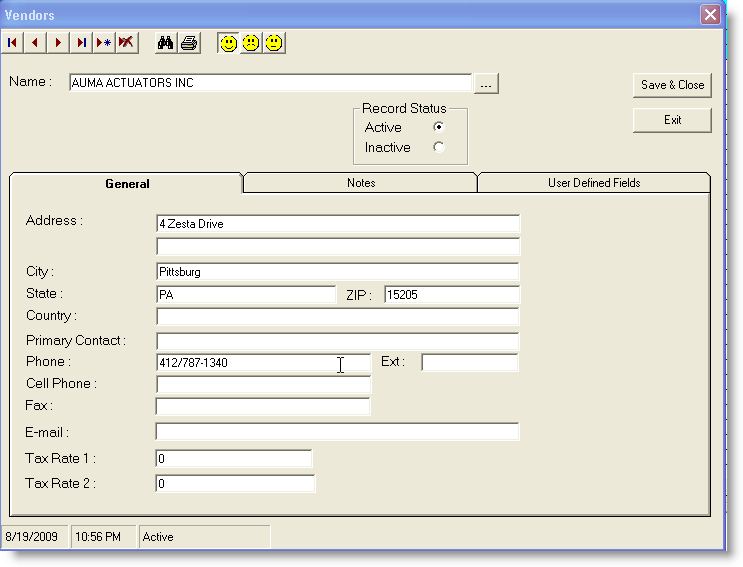 Vendors
Name : AUMA ACTUATORS INC ...
Save & Close
Record Status
Active
Inactive
Exit
General Notes User Defined Fields
Address : 4 Zesta Drive
City : Pittsburg
State : PA ZIP : 15205
Country :
Primary Contact :
Phone : 412/787-1340 Ext :
Cell Phone :
Fax :
E-mail :
Tax Rate 1 : 0
Tax Rate 2 : 0
8/19/2009 10:56 PM Active